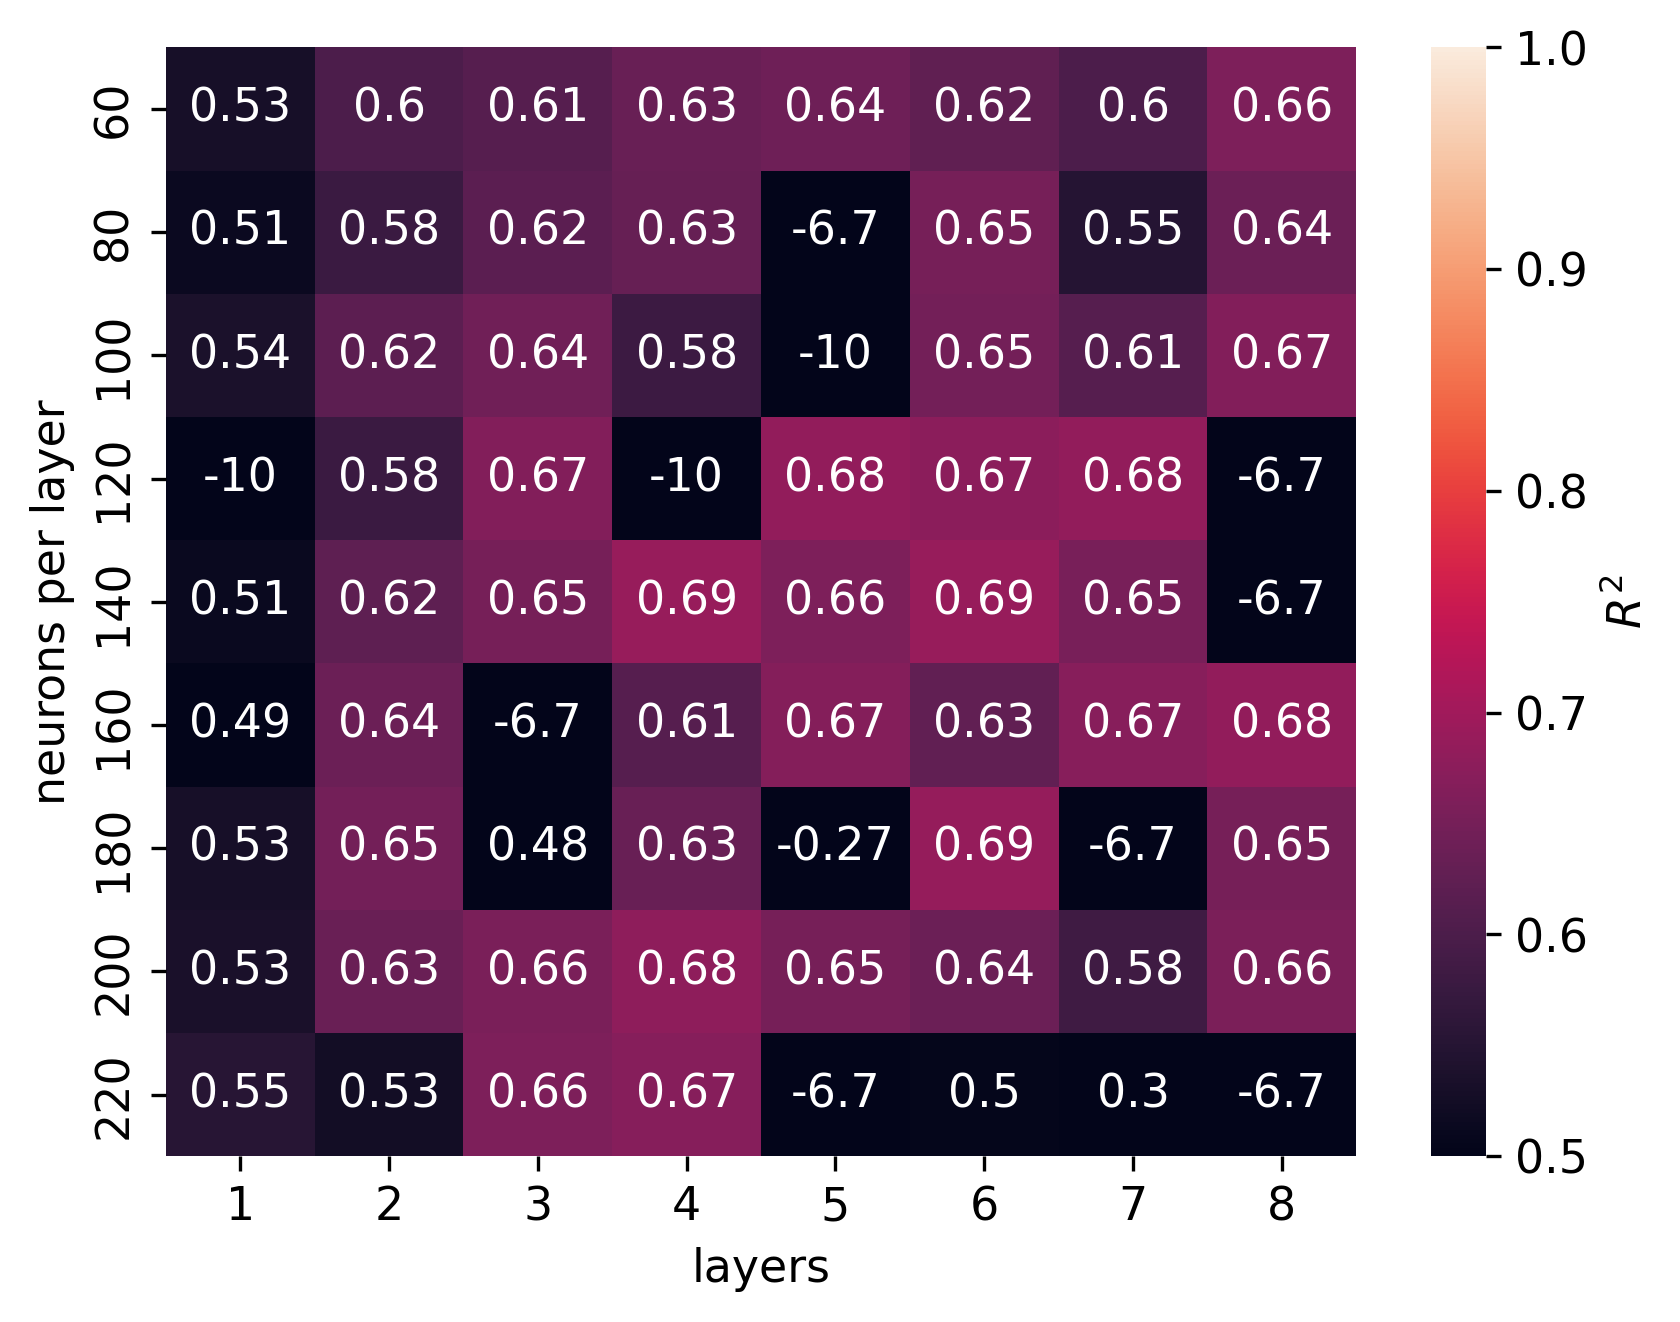 60 0.53 0.6 0.61 0.63 0.64 0.62 0.6 0.66
80 0.51 0.58 0.62 0.63 -6.7 0.65 0.55 0.64
100 0.54 0.62 0.64 0.58 -10 0.65 0.61 0.67
120 -10 0.58 0.67 -10 0.68 0.67 0.68 -6.7
140 0.51 0.62 0.65 0.69 0.66 0.69 0.65 -6.7
160 0.49 0.64 -6.7 0.61 0.67 0.63 0.67 0.68
180 0.53 0.65 0.48 0.63 -0.27 0.69 -6.7 0.65
200 0.53 0.63 0.66 0.68 0.65 0.64 0.58 0.66
220 0.55 0.53 0.66 0.67 -6.7 0.5 0.3 -6.7
1 2 3 4 5 6 7 8
layers
neurons per layer
1.0
0.9
0.8
0.7
0.6
0.5
R²